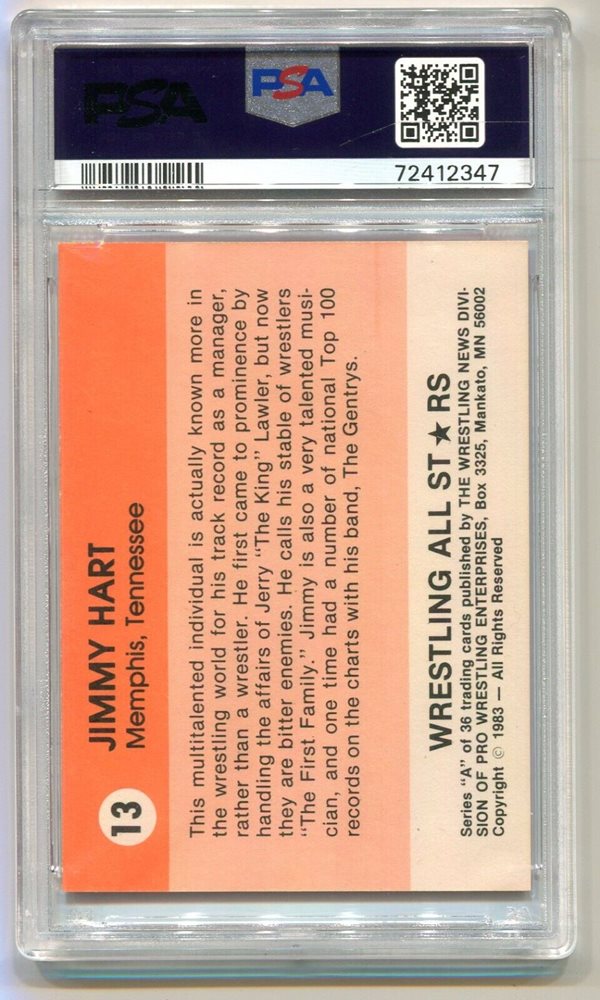 PSA
PSA
72412347
13
JIMMY HART
Memphis, Tennessee
This multitalented individual is actually known more in
the wrestling world for his track record as a manager,
rather than a wrestler. He first came to prominence by
handling the affairs of Jerry "The King" Lawler, but now
they are bitter enemies. He calls his stable of wrestlers
"The First Family." Jimmy is also a very talented musi-
cian, and one time had a number of national Top 100
records on the charts with his band, The Gentrys.
WRESTLING ALL ST★RS
Series "A" of 36 trading cards published by THE WRESTLING NEWS DIVI-
SION OF PRO WRESTLING ENTERPRISES, Box 3325, Mankato, MN 56002
Copyright © 1983 — All Rights Reserved